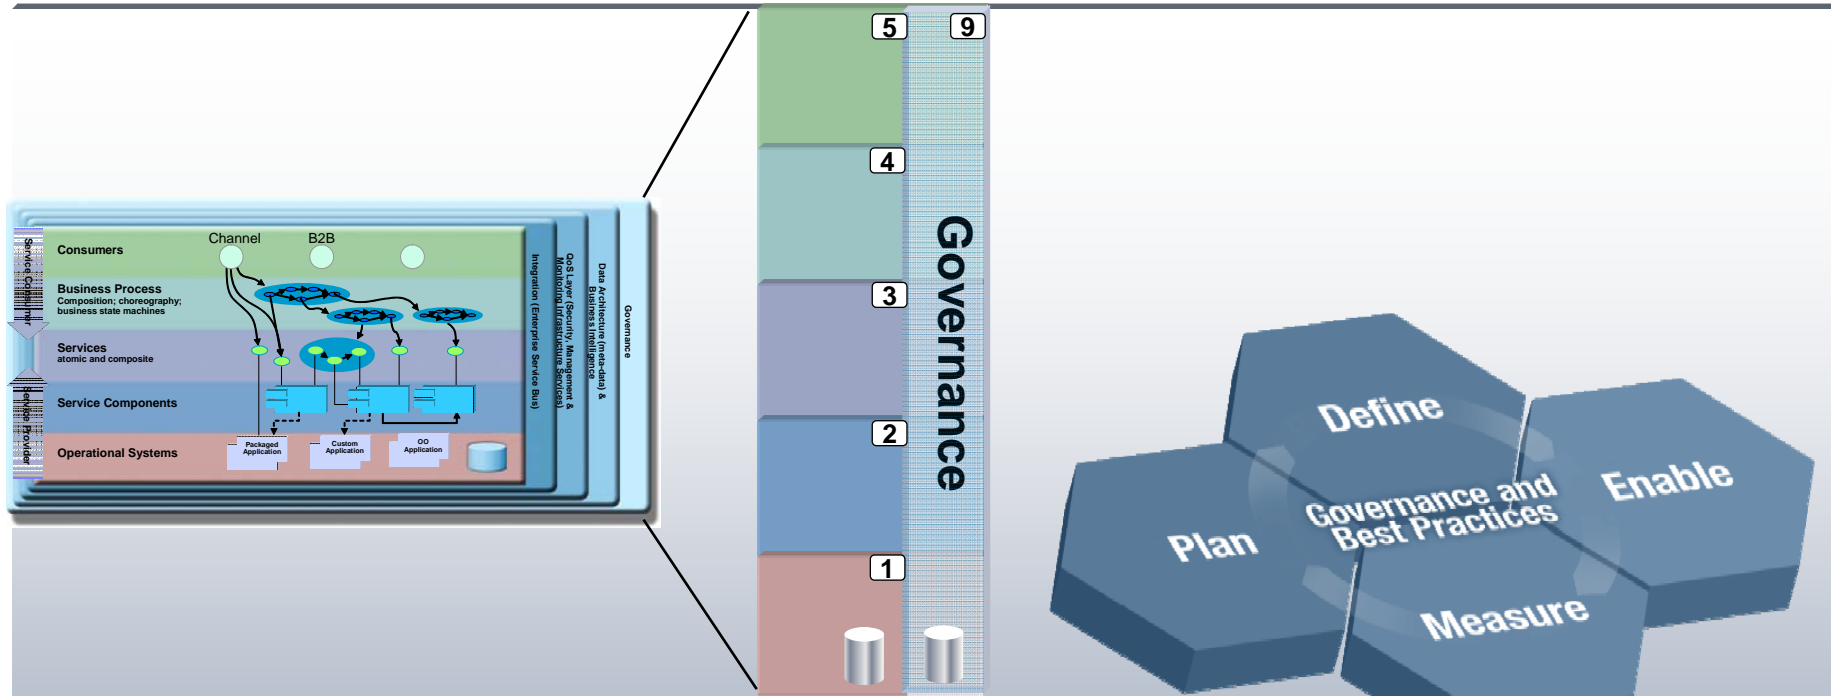 Channel
B2B
Consumers
Business Process
Composition; choreography;
business state machines
Services
atomic and composite
Service Components
Operational Systems
Packaged
Application
Custom
Application
OO
Application
Service Consumer
Service Provider
Integration (Enterprise Service Bus)
QoS Layer (Security, Management &
Monitoring Infrastructure Services)
Data Architecture (meta-data) &
Business Intelligence
Governance
5
9
4
3
2
1
Governance
Define
Enable
Governance and
Best Practices
Plan
Measure